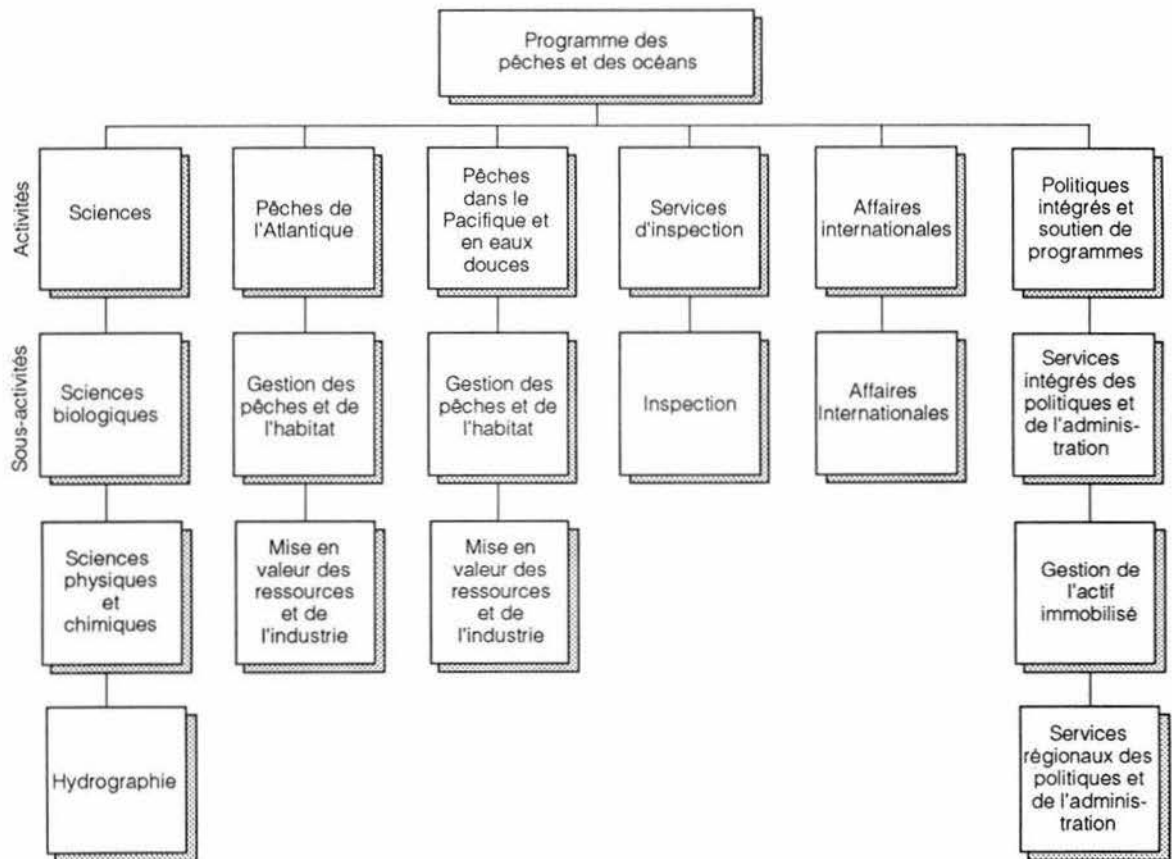 Programme des
pêches et des océans
Activités
Sciences
Pêches de
l'Atlantique
Pêches
dans le
Pacifique et
en eaux
douces
Services
d'inspection
Affaires
internationales
Politiques
intégrés et
soutien de
programmes
Sous-activités
Sciences
biologiques
Gestion des
pêches et de
l'habitat
Gestion des
pêches et de
l'habitat
Inspection
Affaires
Internationales
Services
intégrés des
politiques et
de l'adminis-
tration
Sciences
physiques
et
chimiques
Mise en
valeur des
ressources
et de
l'industrie
Mise en
valeur des
ressources
et de
l'industrie
Gestion de
l'actif
immobilisé
Hydrographie
Services
régionaux des
politiques et
de l'adminis-
tration